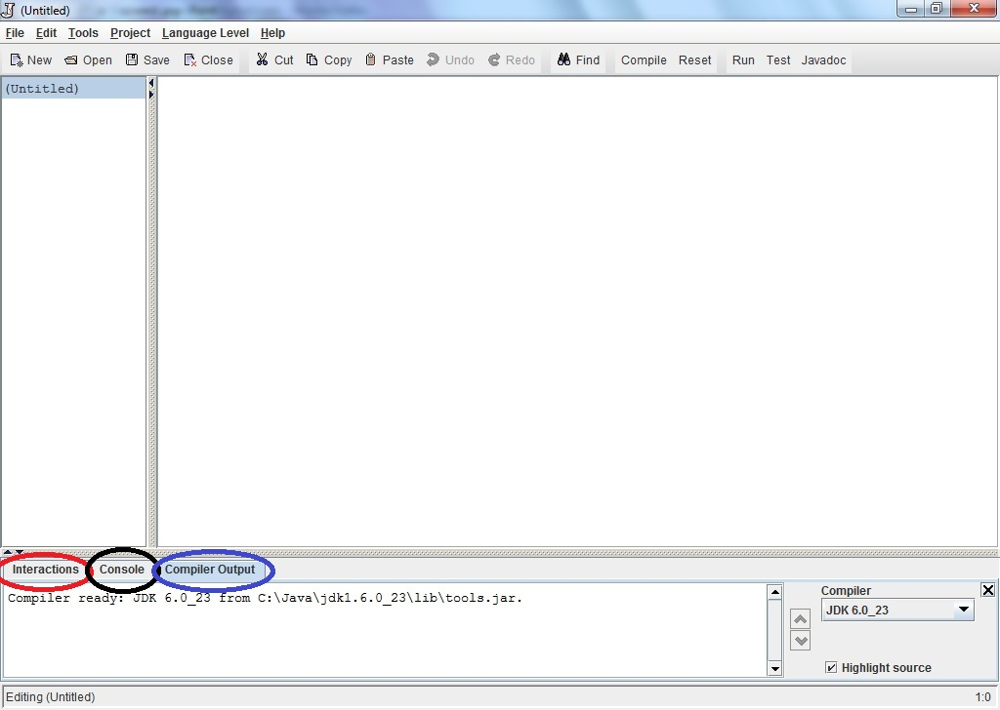 (Untitled)
File Edit Tools Project Language Level Help
New Open Save Close Cut Copy Paste Undo Redo Find Compile Reset Run Test Javadoc
(Untitled)
Interactions Console Compiler Output
Compiler ready: JDK 6.0_23 from C:\Java\jdk1.6.0_23\lib\tools.jar.
Compiler
JDK 6.0_23
Highlight source
Editing (Untitled) 1:0